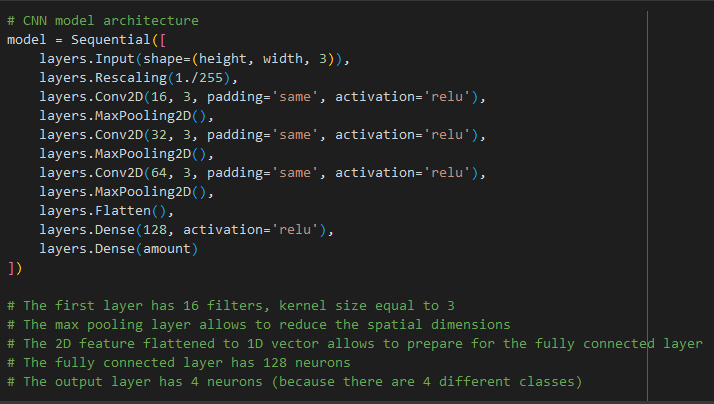 # CNN model architecture
model = Sequential([
    layers.Input(shape=(height, width, 3)),
    layers.Rescaling(1./255),
    layers.Conv2D(16, 3, padding='same', activation='relu'),
    layers.MaxPooling2D(),
    layers.Conv2D(32, 3, padding='same', activation='relu'),
    layers.MaxPooling2D(),
    layers.Conv2D(64, 3, padding='same', activation='relu'),
    layers.MaxPooling2D(),
    layers.Flatten(),
    layers.Dense(128, activation='relu'),
    layers.Dense(amount)
])

# The first layer has 16 filters, kernel size equal to 3
# The max pooling layer allows to reduce the spatial dimensions
# The 2D feature flattened to 1D vector allows to prepare for the fully connected layer
# The fully connected layer has 128 neurons
# The output layer has 4 neurons (because there are 4 different classes)